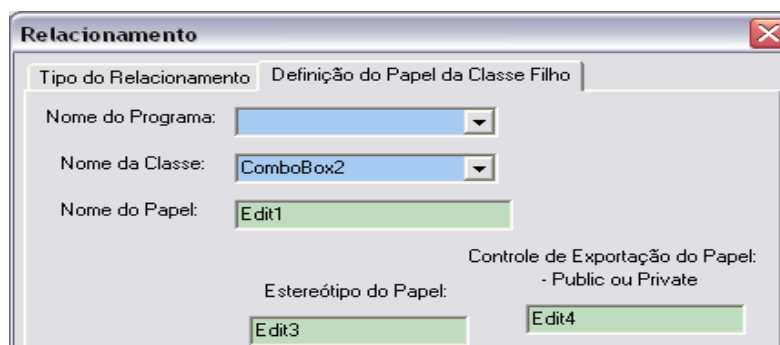 Relacionamento
Tipo do Relacionamento
Definição do Papel da Classe Filho
Nome do Programa:
Nome da Classe:
ComboBox2
Nome do Papel:
Edit1
Controle de Exportação do Papel:
- Public ou Private
Estereótipo do Papel:
Edit4
Edit3